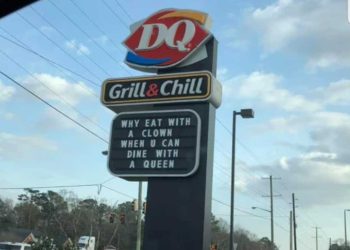 DQ
Grill & Chill
WHY EAT WITH
A CLOWN
WHEN U CAN
DINE WITH
A QUEEN